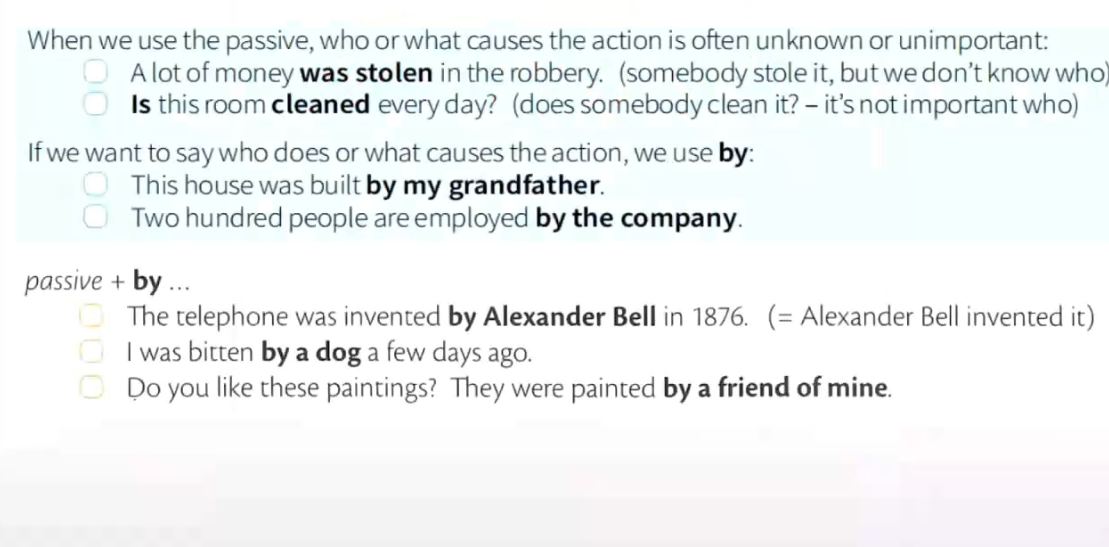 When we use the passive, who or what causes the action is often unknown or unimportant:
A lot of money was stolen in the robbery. (somebody stole it, but we don't know who)
Is this room cleaned every day? (does somebody clean it? – it's not important who)
If we want to say who does or what causes the action, we use by:
This house was built by my grandfather.
Two hundred people are employed by the company.
passive + by ...
The telephone was invented by Alexander Bell in 1876. (= Alexander Bell invented it)
I was bitten by a dog a few days ago.
Do you like these paintings? They were painted by a friend of mine.